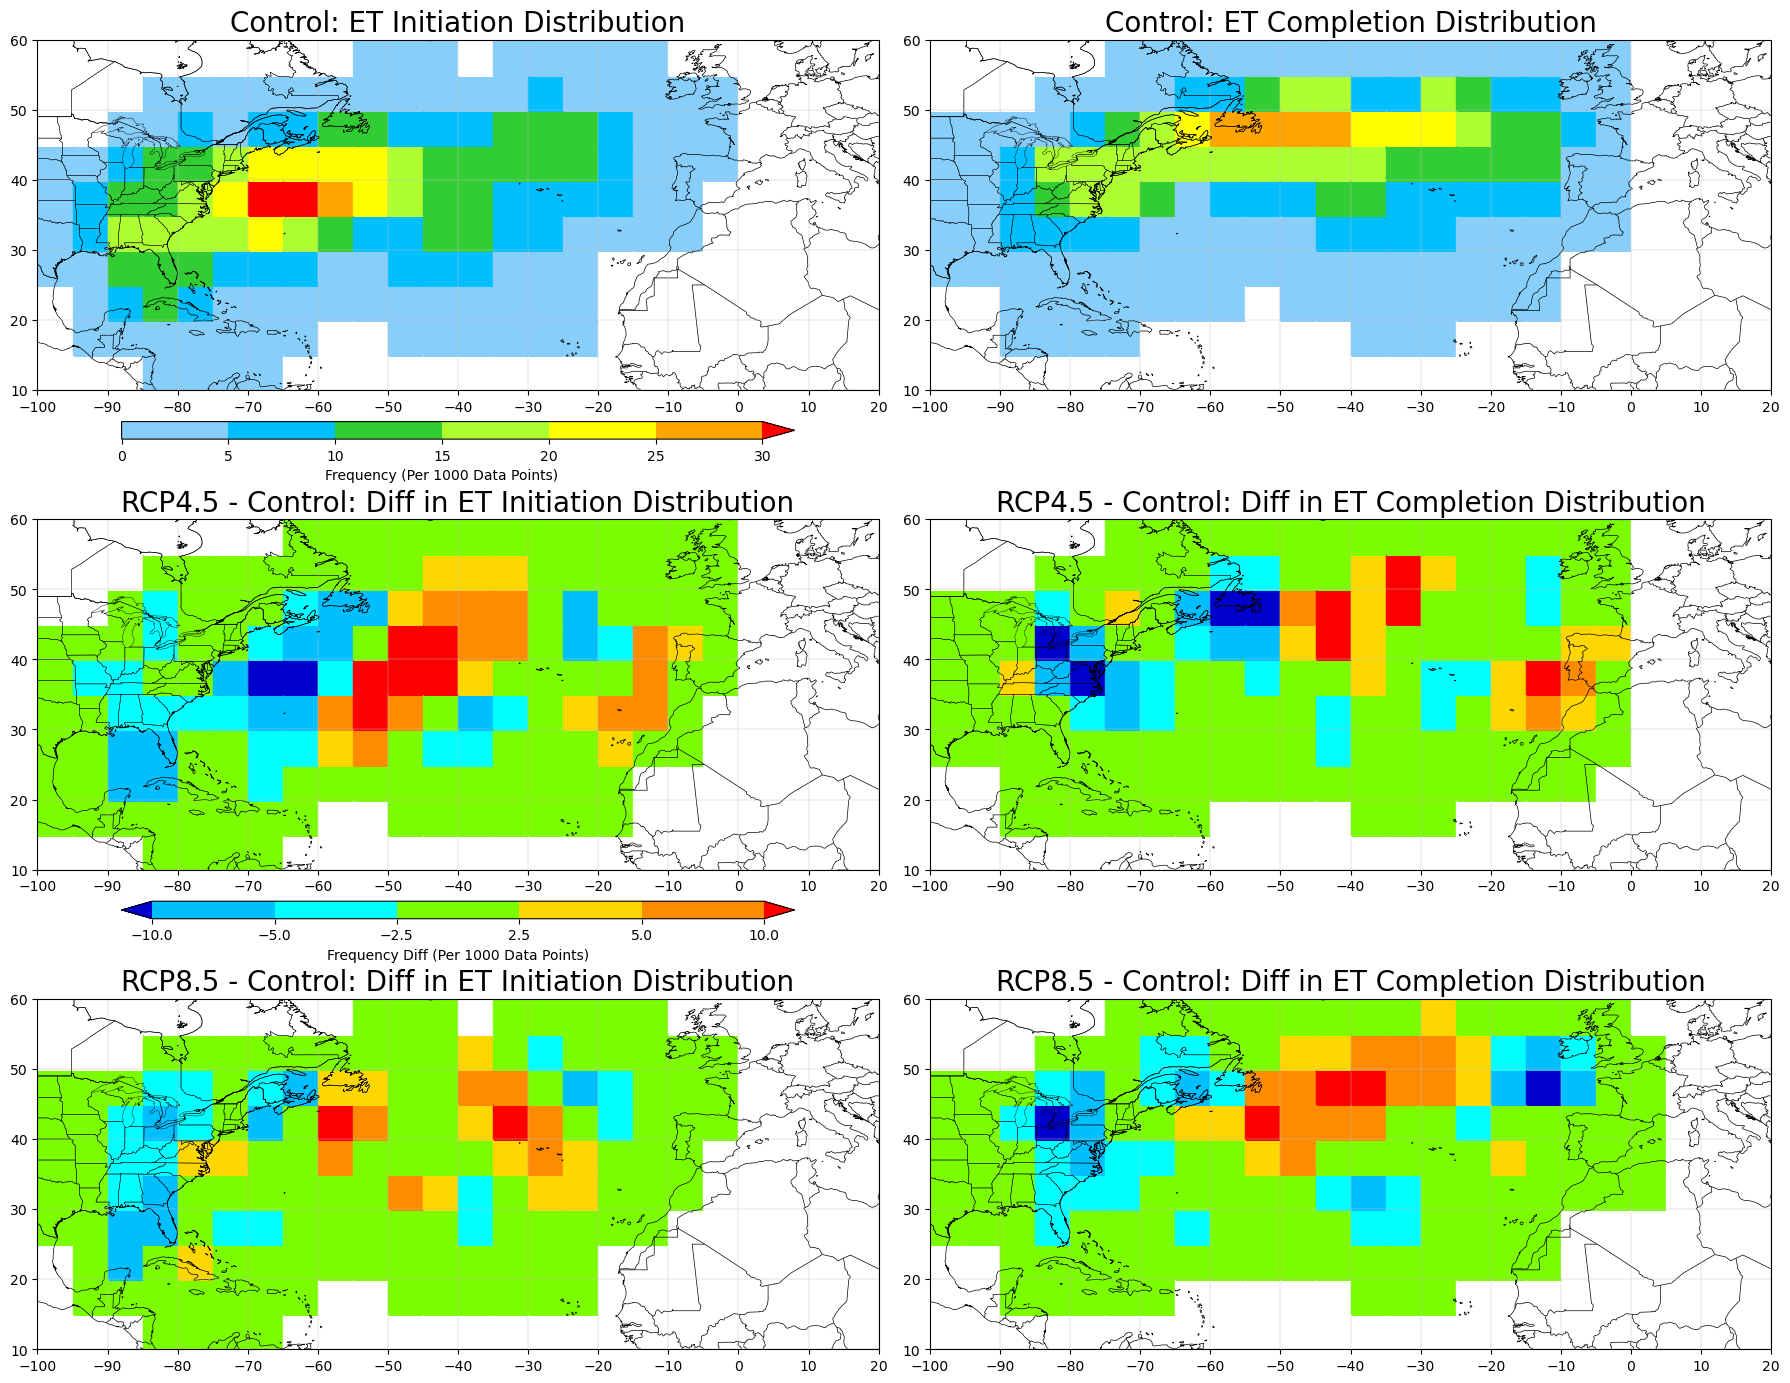 Control: ET Initiation Distribution
Control: ET Completion Distribution
60
50
40
30
20
10
−100 −90 −80 −70 −60 −50 −40 −30 −20 −10 0 10 20
60
50
40
30
20
10
−100 −90 −80 −70 −60 −50 −40 −30 −20 −10 0 10 20
0 5 10 15 20 25 30
Frequency (Per 1000 Data Points)
RCP4.5 - Control: Diff in ET Initiation Distribution
RCP4.5 - Control: Diff in ET Completion Distribution
60
50
40
30
20
10
−100 −90 −80 −70 −60 −50 −40 −30 −20 −10 0 10 20
60
50
40
30
20
10
−100 −90 −80 −70 −60 −50 −40 −30 −20 −10 0 10 20
−10.0 −5.0 −2.5 2.5 5.0 10.0
Frequency Diff (Per 1000 Data Points)
RCP8.5 - Control: Diff in ET Initiation Distribution
RCP8.5 - Control: Diff in ET Completion Distribution
60
50
40
30
20
10
−100 −90 −80 −70 −60 −50 −40 −30 −20 −10 0 10 20
60
50
40
30
20
10
−100 −90 −80 −70 −60 −50 −40 −30 −20 −10 0 10 20